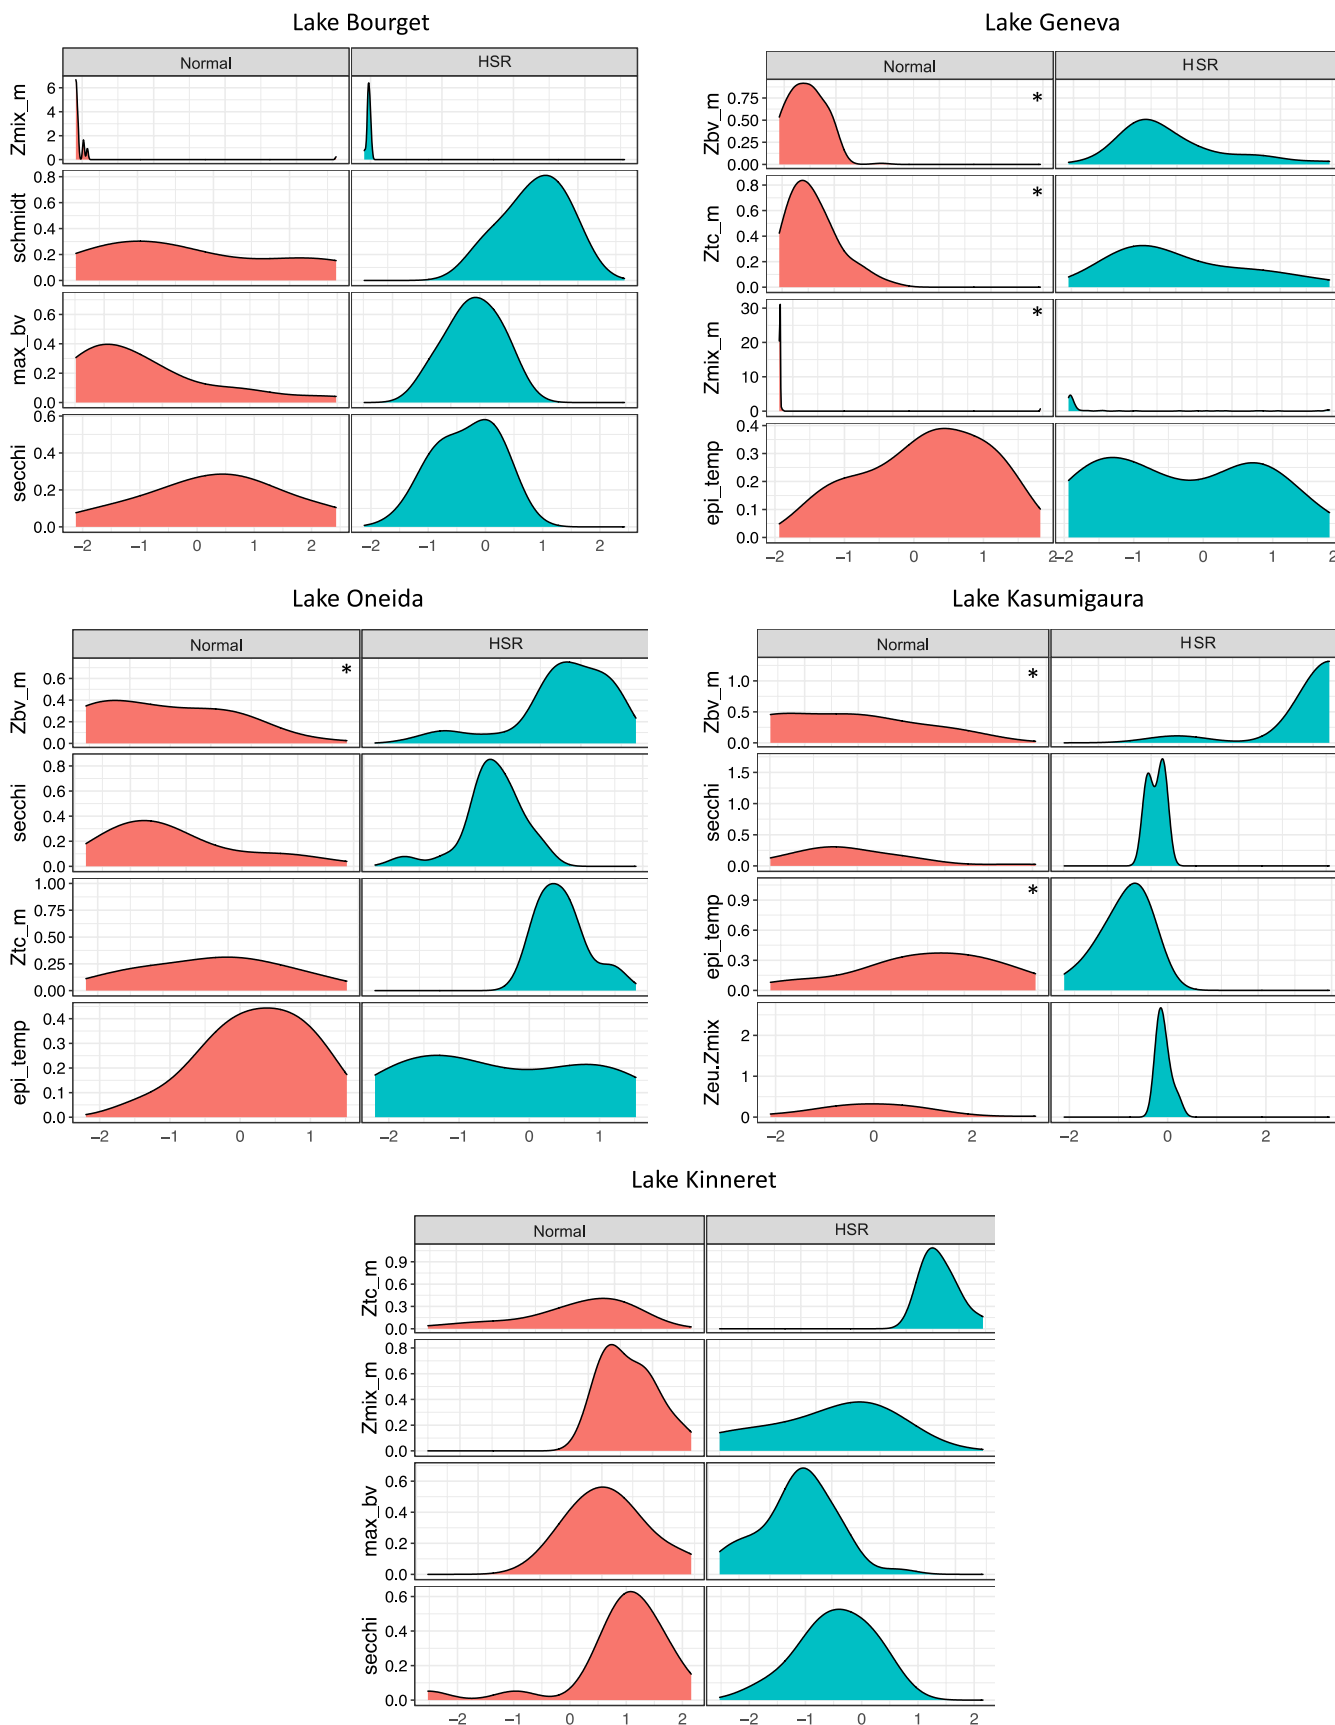 Lake Bourget
Normal
HSR
Zmix_m
6
4
2
0
schmidt
0.8
0.6
0.4
0.2
0.0
max_bv
0.6
0.4
0.2
0.0
secchi
0.6
0.4
0.2
0.0
−2 −1 0 1 2
−2 −1 0 1 2
Lake Geneva
Normal
HSR
Zbv_m
0.75
0.50
0.25
0.00
*
Ztc_m
0.8
0.6
0.4
0.2
0.0
*
Zmix_m
30
20
10
0
*
epi_temp
0.4
0.3
0.2
0.1
0.0
−2 −1 0 1
−2 −1 0 1 2
Lake Oneida
Normal
HSR
Zbv_m
0.6
0.4
0.2
0.0
*
secchi
0.8
0.6
0.4
0.2
0.0
Ztc_m
1.00
0.75
0.50
0.25
0.00
epi_temp
0.4
0.3
0.2
0.1
0.0
−2 −1 0 1
−2 −1 0 1
Lake Kasumigaura
Normal
HSR
Zbv_m
1.0
0.5
0.0
*
secchi
1.5
1.0
0.5
0.0
epi_temp
0.9
0.6
0.3
0.0
*
Zeu.Zmix
2
1
0
−2 0 2
−2 0 2
Lake Kinneret
Normal
HSR
Ztc_m
0.9
0.6
0.3
0.0
Zmix_m
0.8
0.6
0.4
0.2
0.0
max_bv
0.6
0.4
0.2
0.0
secchi
0.6
0.4
0.2
0.0
−2 −1 0 1 2
−2 −1 0 1 2